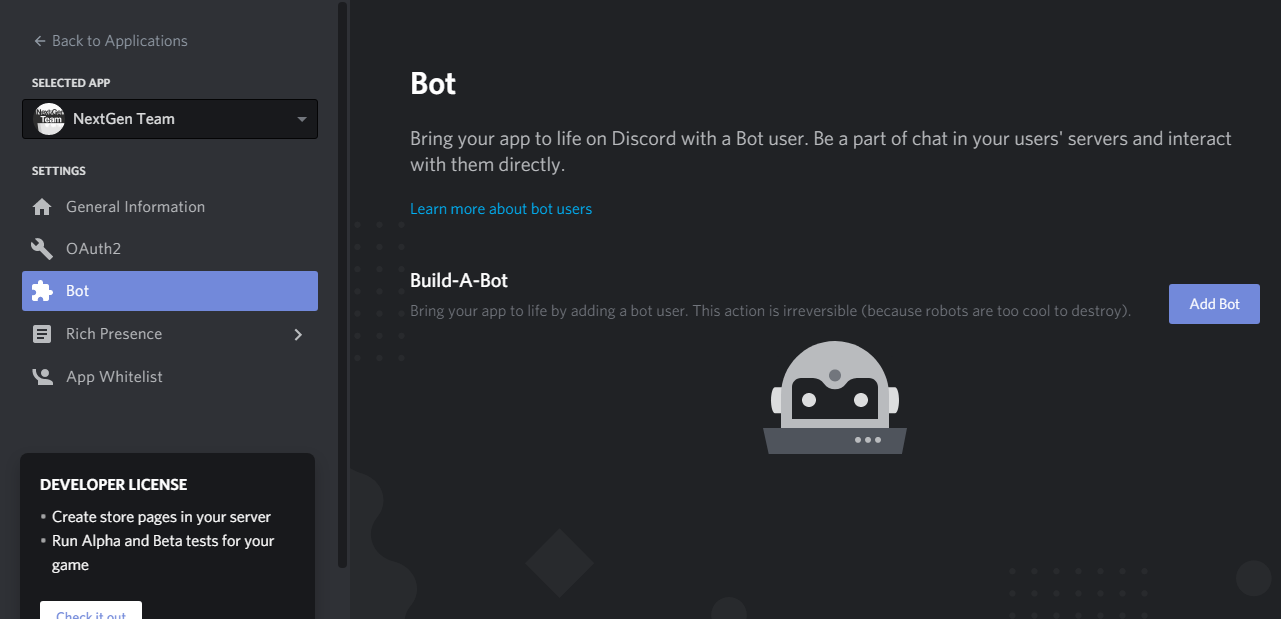 Back to Applications
SELECTED APP
NextGen
Team
NextGen Team
SETTINGS
General Information
OAuth2
Bot
Rich Presence
App Whitelist
DEVELOPER LICENSE
Create store pages in your server
Run Alpha and Beta tests for your
game
Check it out
Bot
Bring your app to life on Discord with a Bot user. Be a part of chat in your users' servers and interact
with them directly.
Learn more about bot users
Build-A-Bot
Bring your app to life by adding a bot user. This action is irreversible (because robots are too cool to destroy).
Add Bot